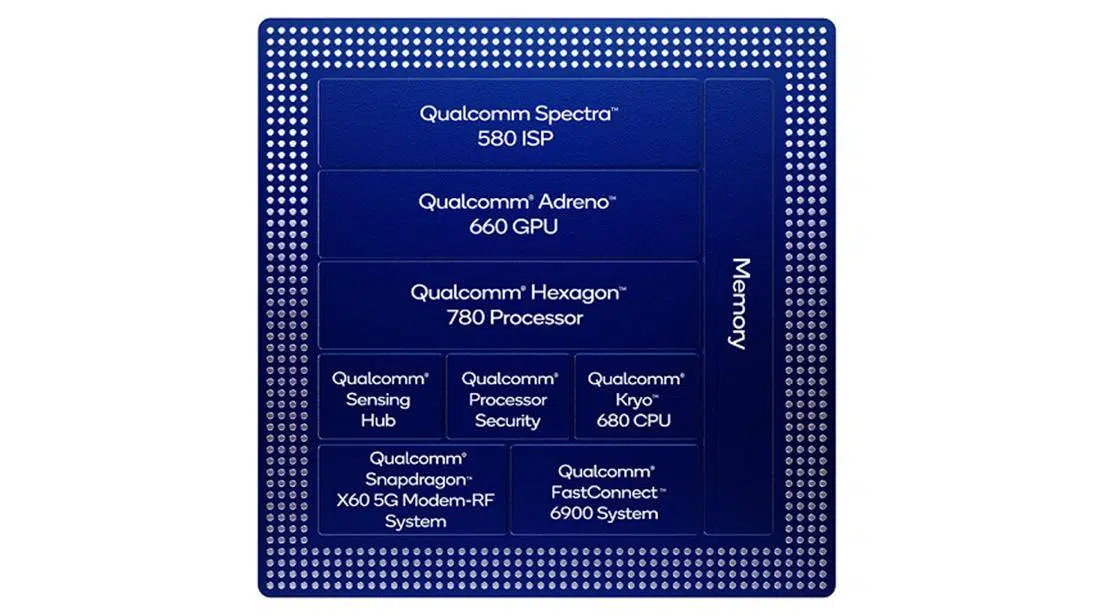 Qualcomm Spectra™
580 ISP
Qualcomm® Adreno™
660 GPU
Qualcomm® Hexagon™
780 Processor
Qualcomm®
Sensing
Hub
Qualcomm®
Processor
Security
Qualcomm®
Kryo™
680 CPU
Qualcomm®
Snapdragon™
X60 5G Modem-RF
System
Qualcomm®
FastConnect™
6900 System
Memory